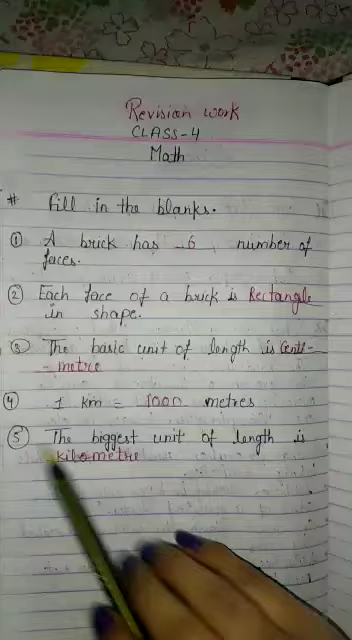 Revision work
CLASS-4
Math
# Fill in the blanks.
① A brick has 6 number of
faces.
② Each face of a brick is Rectangle
in shape.
③ The basic unit of length is Centi-
- metre
④ 1 km = 1000 metres
⑤ The biggest unit of length is
kilometre